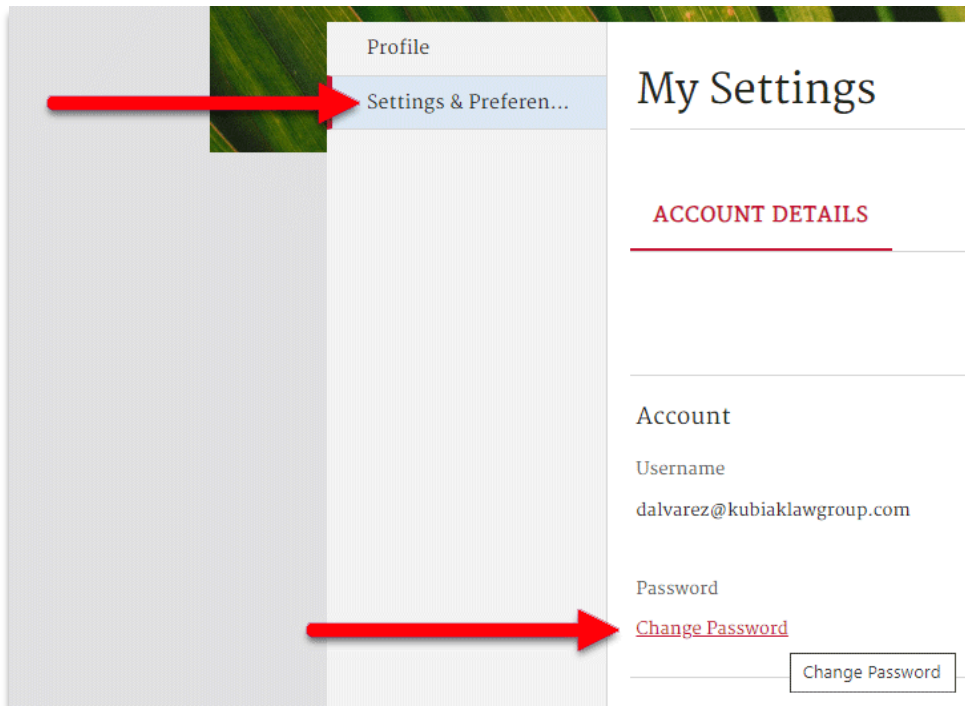 Profile
Settings & Preferen...
My Settings
ACCOUNT DETAILS
Account
Username
dalvarez@kubiaklawgroup.com
Password
Change Password
Change Password